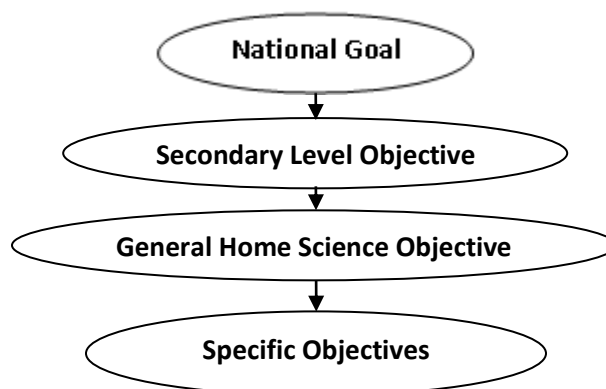 National Goal
Secondary Level Objective
General Home Science Objective
Specific Objectives